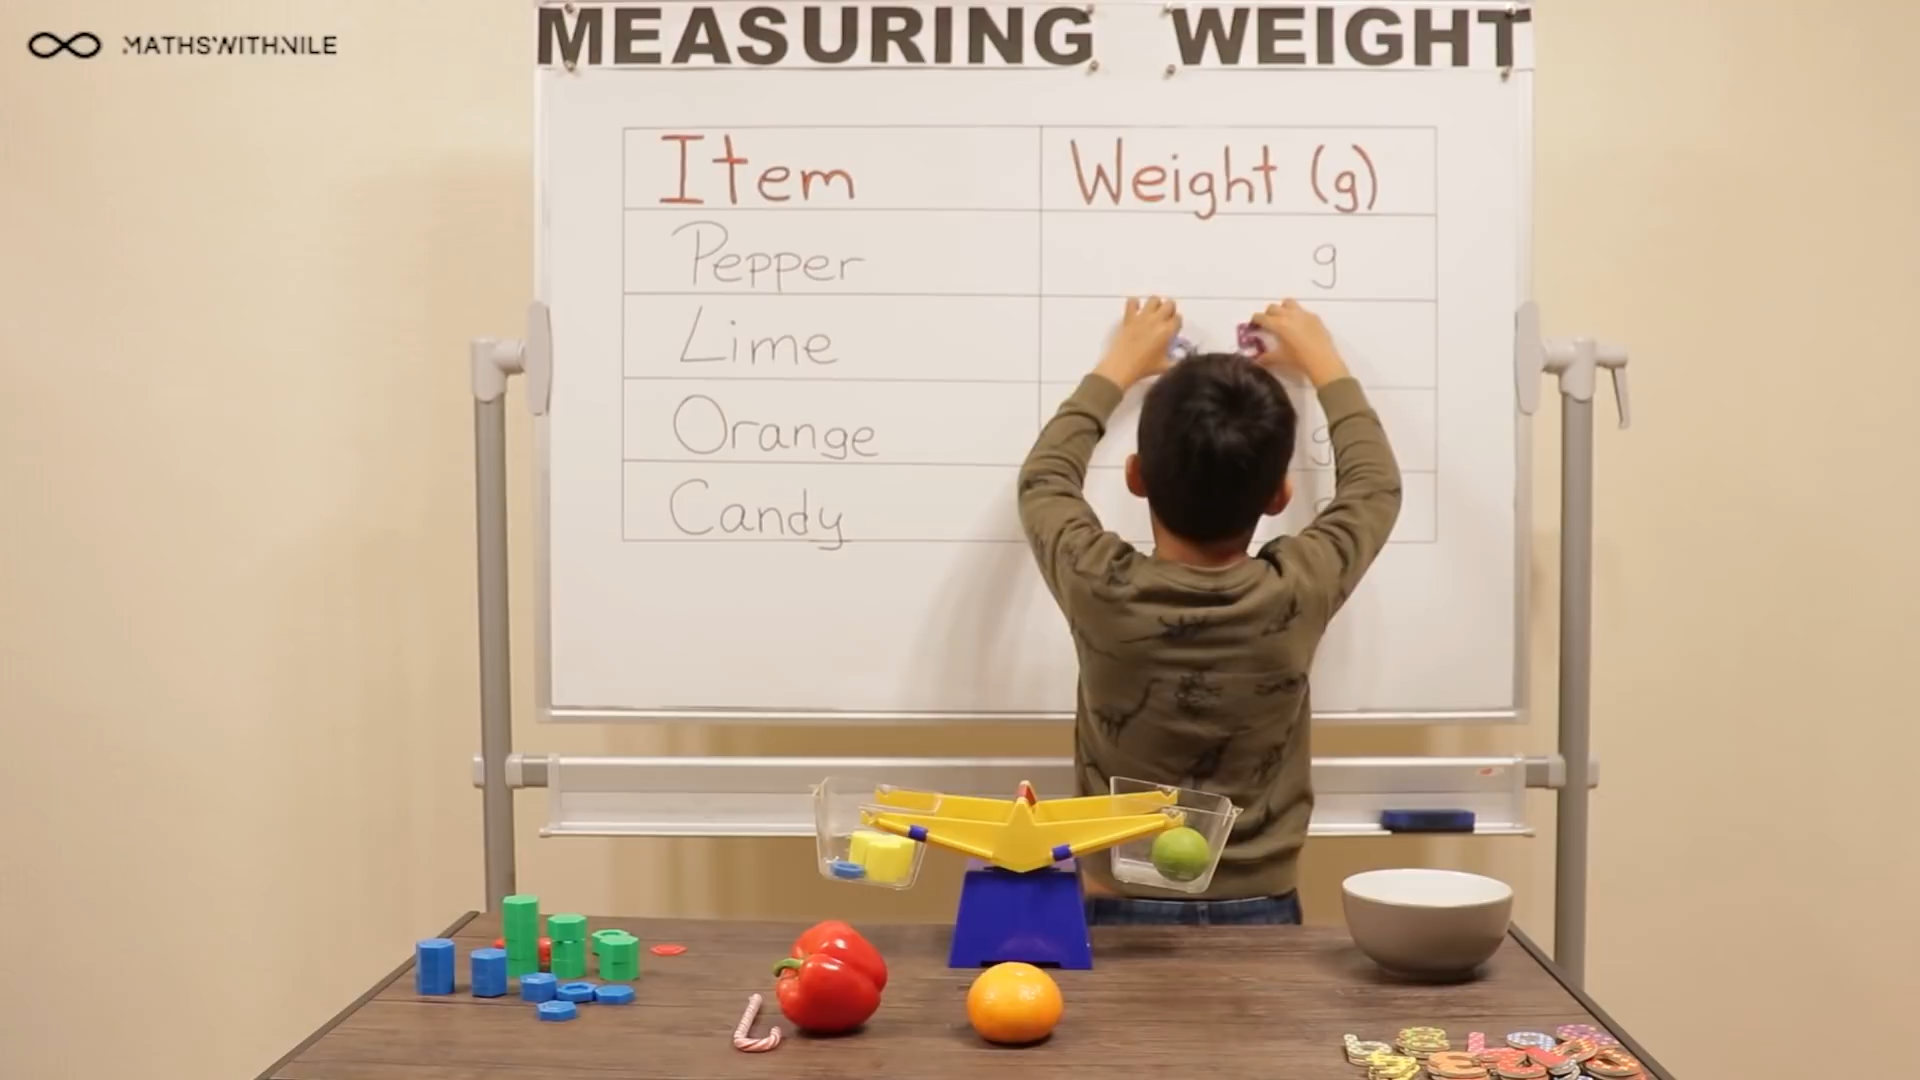 MATHSWITHNILE
MEASURING WEIGHT
Item Weight (g)
Pepper g
Lime
Orange g
Candy